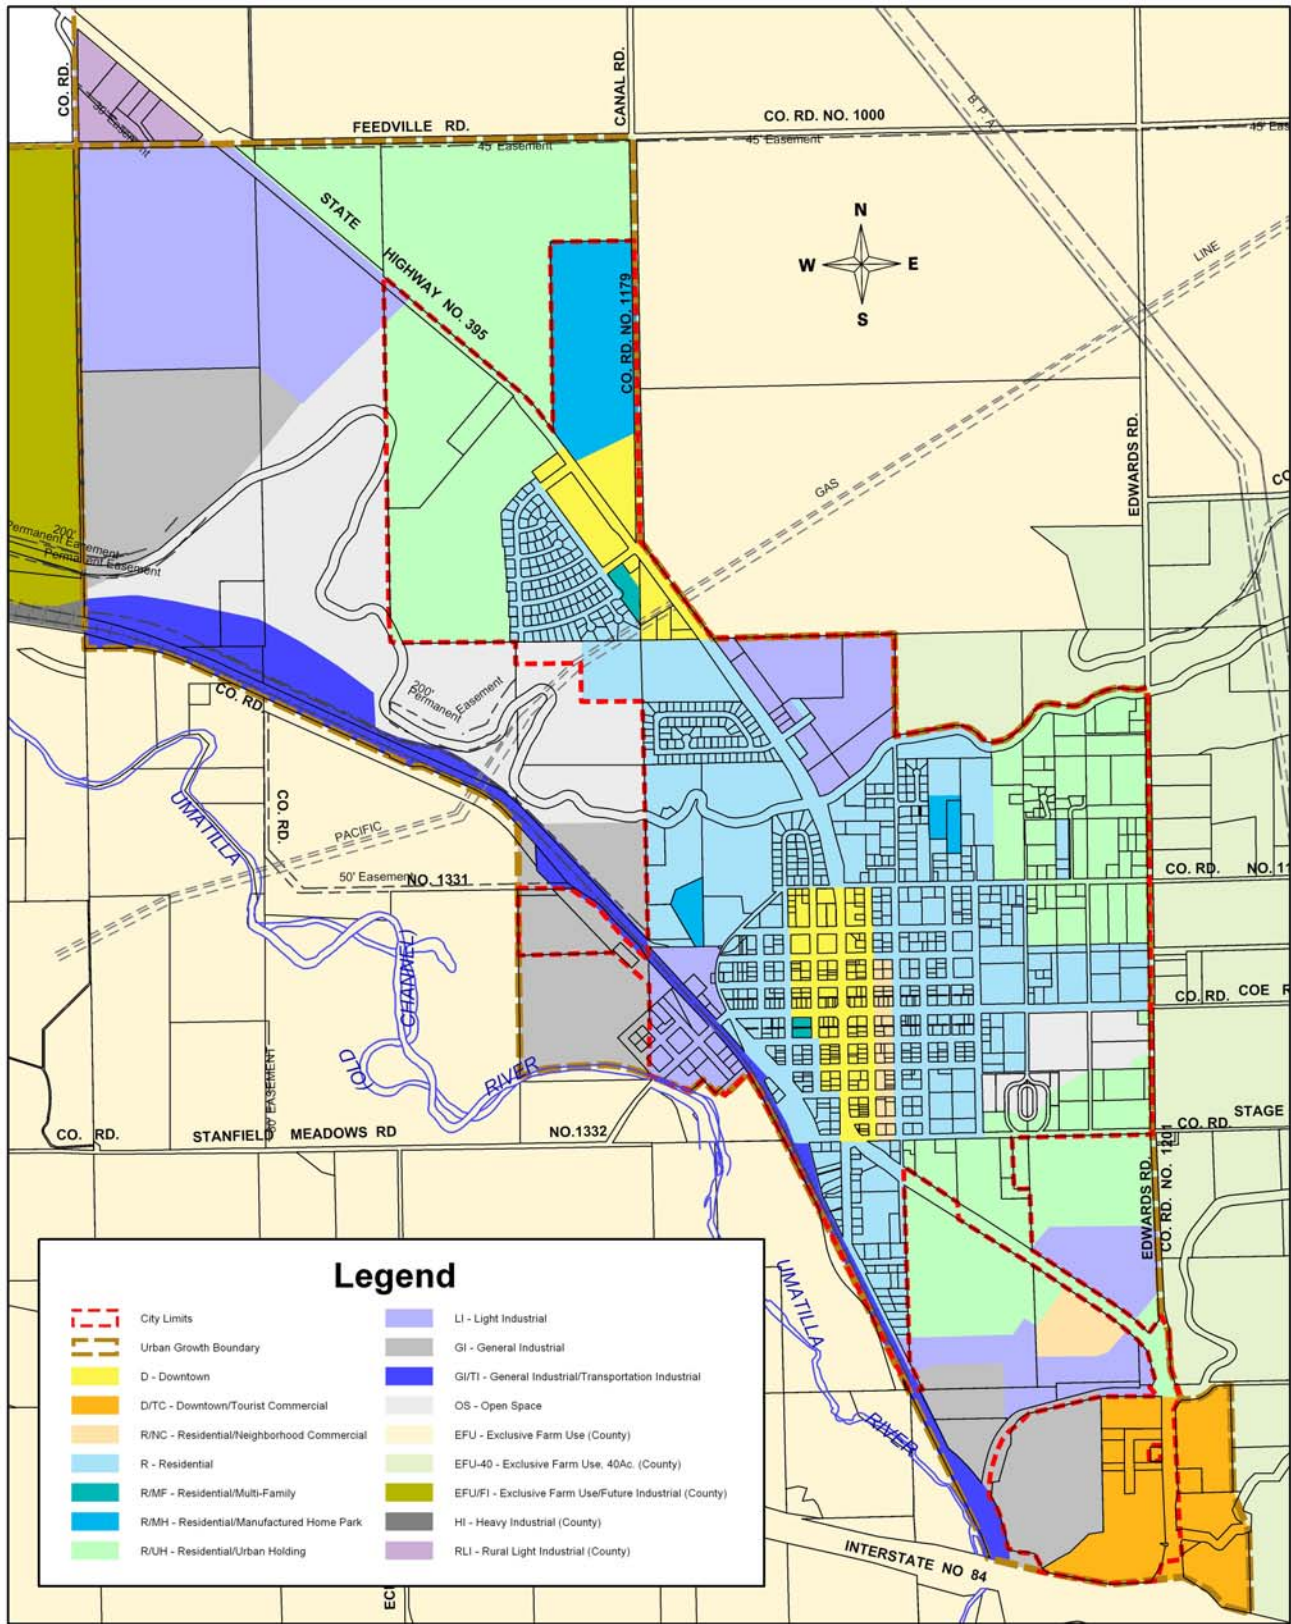 CO. RD.
30' Easement
FEEDVILLE RD.
45' Easement
CANAL RD.
CO. RD. NO. 1000
45' Easement
B.P.A.
45' Eas
STATE
HIGHWAY NO. 395
CO. RD. NO. 1179
N
W E
S
LINE
GAS
EDWARDS RD.
CO
200'
Permanent Easement
Permanent Easement
CO. RD.
200'
Permanent Easement
UMATILLA
CO. RD.
PACIFIC
50' Easement
NO. 1331
CHANNEL)
(OLD
RIVER
50' EASEMENT
CO. RD. NO. 11
CO. RD. COE R
CO. RD. STANFIELD MEADOWS RD NO.1332
STAGE
CO. RD.
EDWARDS RD.
CO. RD. NO. 1201
UMATILLA
RIVER
INTERSTATE NO 84
Legend
City Limits
Urban Growth Boundary
D - Downtown
D/TC - Downtown/Tourist Commercial
R/NC - Residential/Neighborhood Commercial
R - Residential
R/MF - Residential/Multi-Family
R/MH - Residential/Manufactured Home Park
R/UH - Residential/Urban Holding
LI - Light Industrial
GI - General Industrial
GI/TI - General Industrial/Transportation Industrial
OS - Open Space
EFU - Exclusive Farm Use (County)
EFU-40 - Exclusive Farm Use, 40Ac. (County)
EFU/FI - Exclusive Farm Use/Future Industrial (County)
HI - Heavy Industrial (County)
RLI - Rural Light Industrial (County)